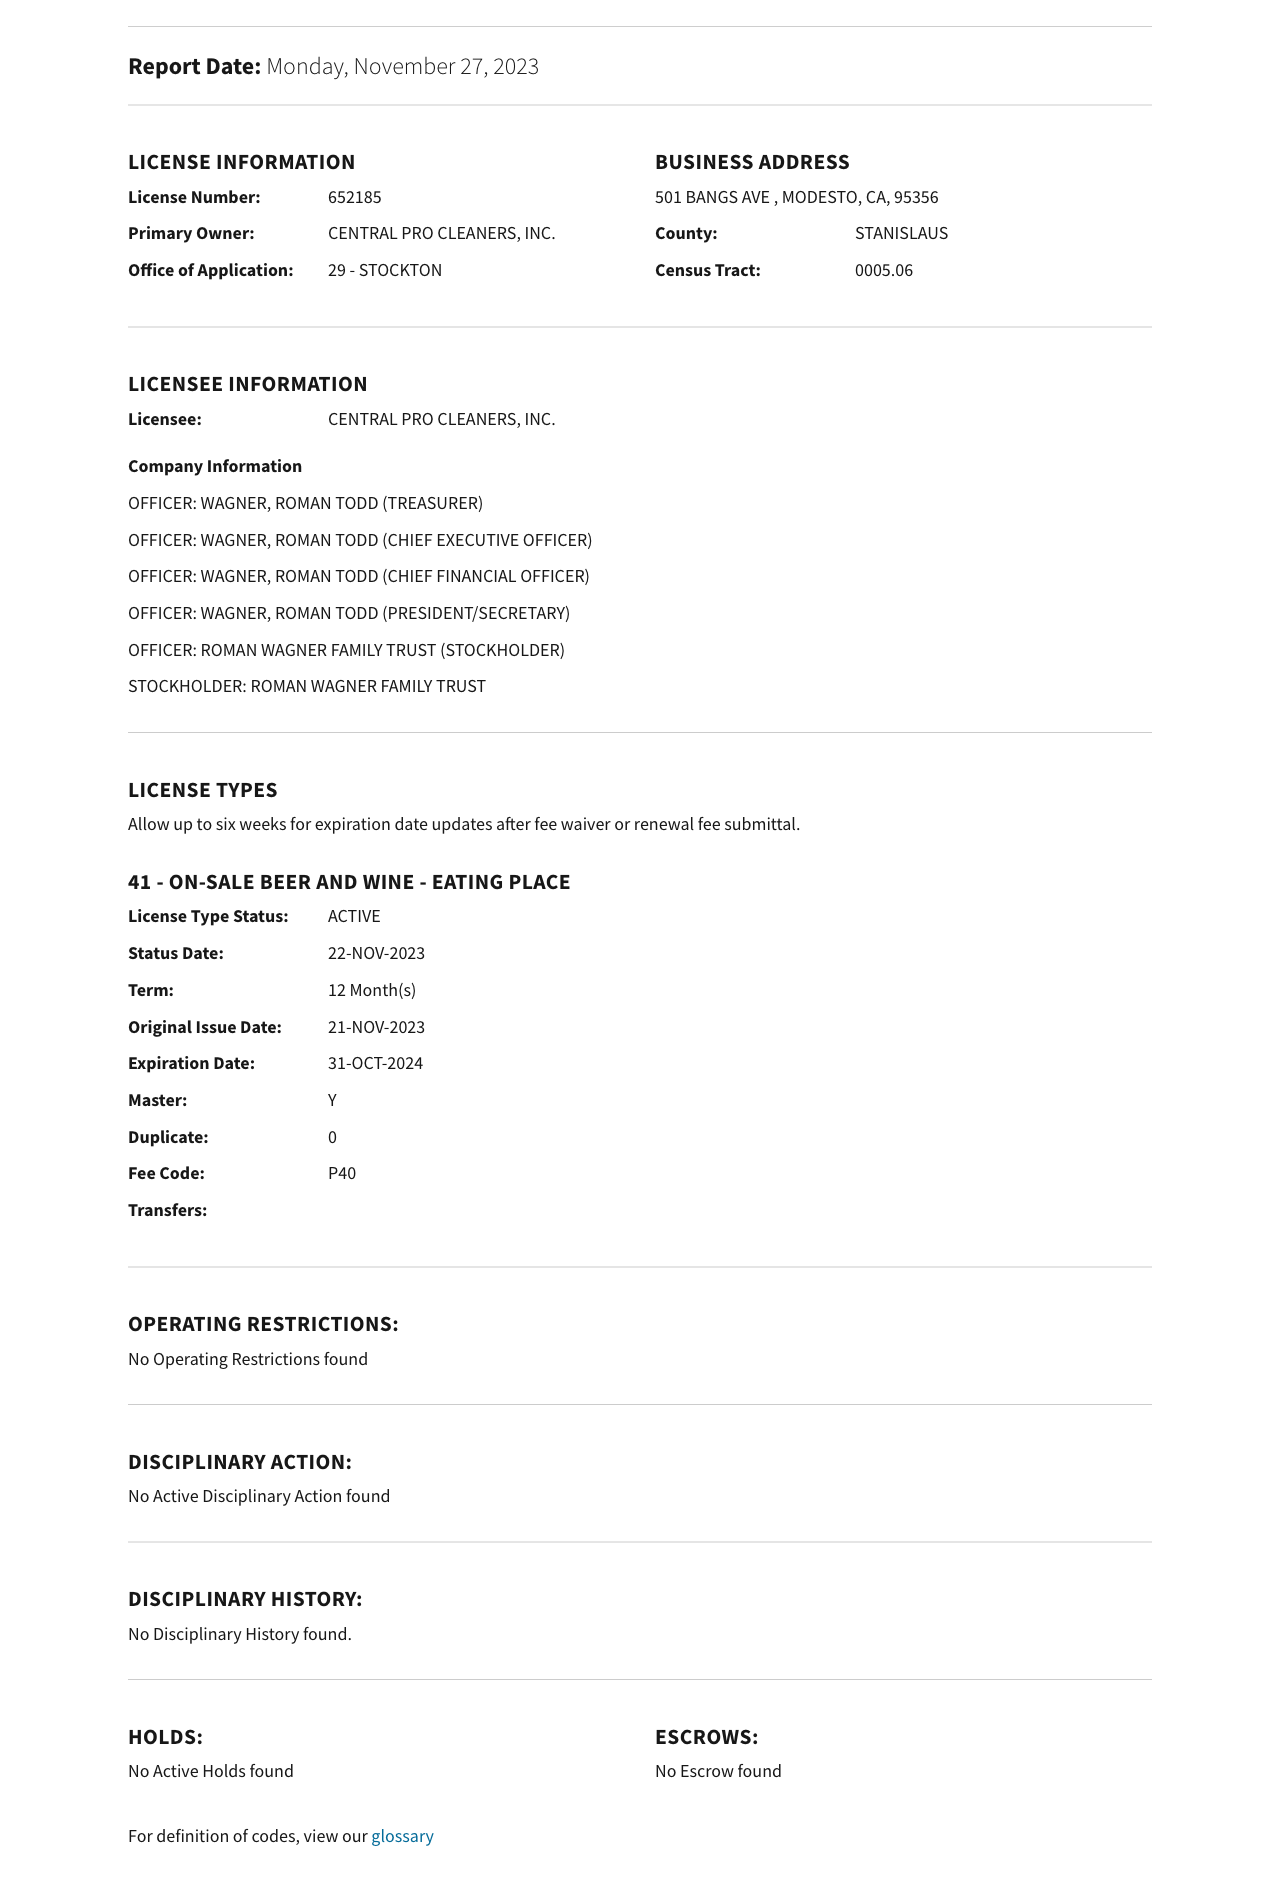 Report Date: Monday, November 27, 2023
LICENSE INFORMATION
License Number: 652185
Primary Owner: CENTRAL PRO CLEANERS, INC.
Office of Application: 29 - STOCKTON
BUSINESS ADDRESS
501 BANGS AVE , MODESTO, CA, 95356
County: STANISLAUS
Census Tract: 0005.06
LICENSEE INFORMATION
Licensee: CENTRAL PRO CLEANERS, INC.
Company Information
OFFICER: WAGNER, ROMAN TODD (TREASURER)
OFFICER: WAGNER, ROMAN TODD (CHIEF EXECUTIVE OFFICER)
OFFICER: WAGNER, ROMAN TODD (CHIEF FINANCIAL OFFICER)
OFFICER: WAGNER, ROMAN TODD (PRESIDENT/SECRETARY)
OFFICER: ROMAN WAGNER FAMILY TRUST (STOCKHOLDER)
STOCKHOLDER: ROMAN WAGNER FAMILY TRUST
LICENSE TYPES
Allow up to six weeks for expiration date updates after fee waiver or renewal fee submittal.
41 - ON-SALE BEER AND WINE - EATING PLACE
License Type Status: ACTIVE
Status Date: 22-NOV-2023
Term: 12 Month(s)
Original Issue Date: 21-NOV-2023
Expiration Date: 31-OCT-2024
Master: Y
Duplicate: 0
Fee Code: P40
Transfers:
OPERATING RESTRICTIONS:
No Operating Restrictions found
DISCIPLINARY ACTION:
No Active Disciplinary Action found
DISCIPLINARY HISTORY:
No Disciplinary History found.
HOLDS:
No Active Holds found
ESCROWS:
No Escrow found
For definition of codes, view our glossary